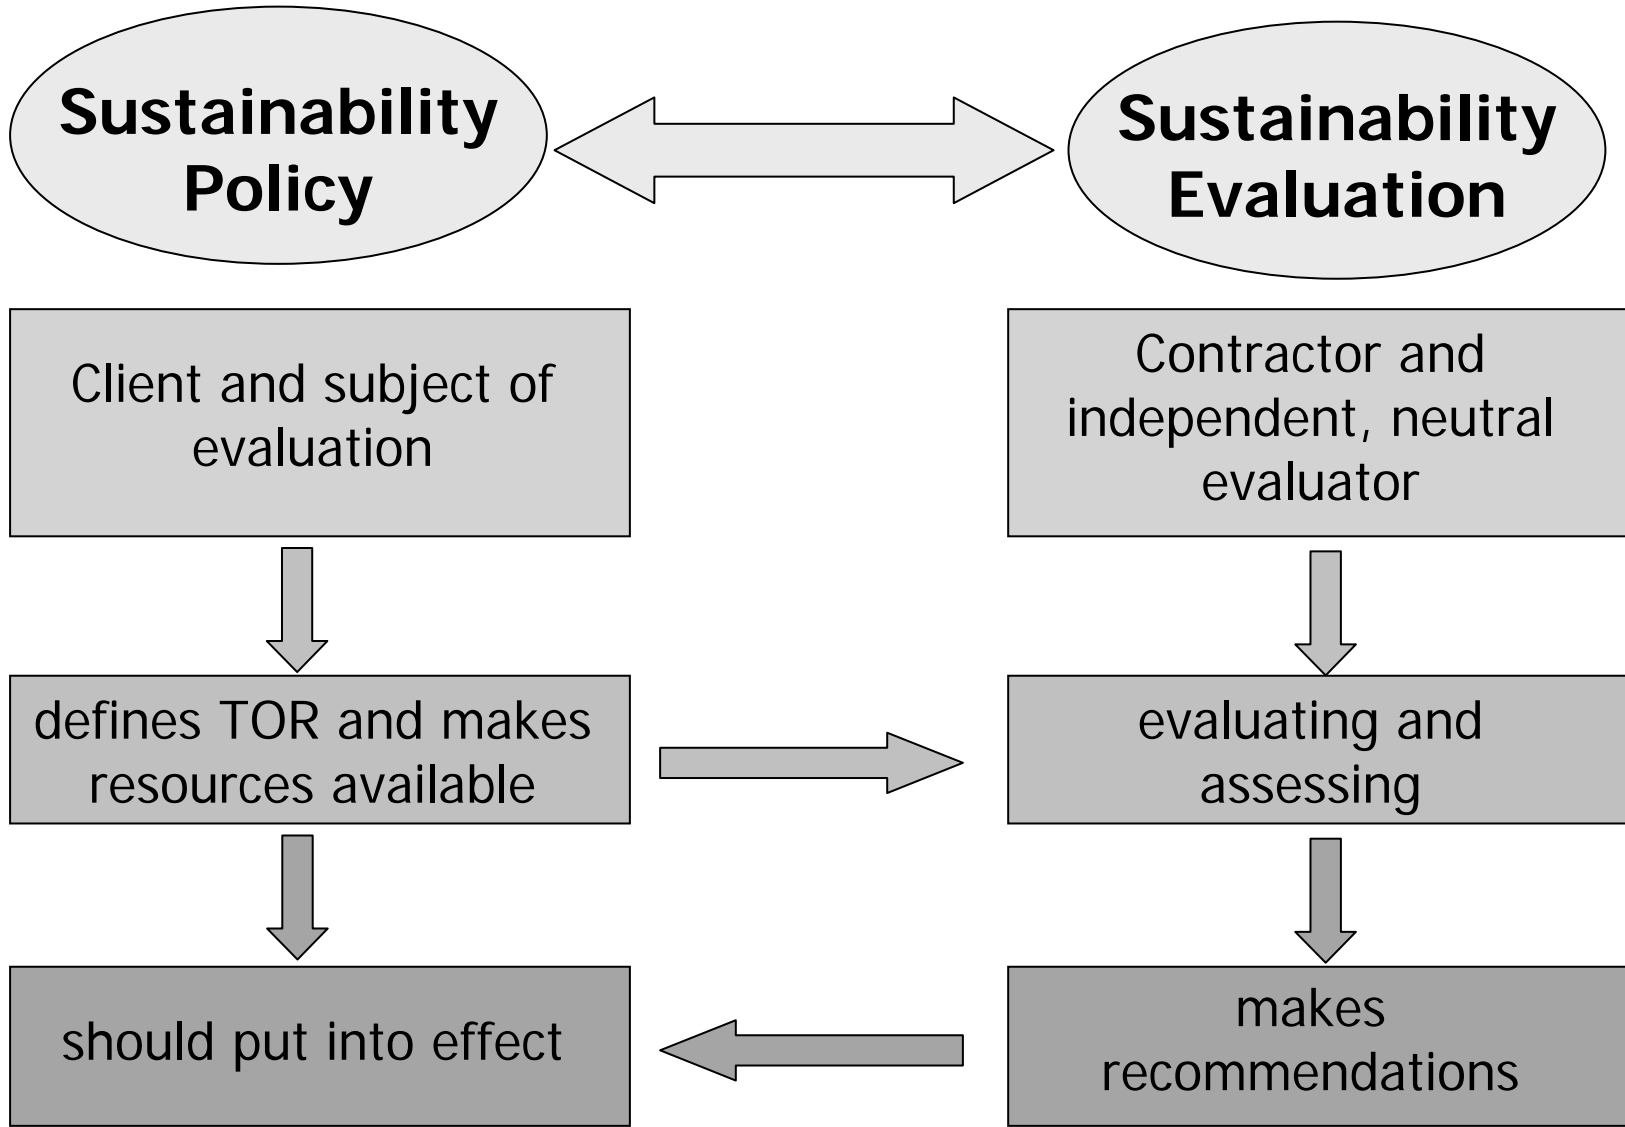 Sustainability
Policy
Sustainability
Evaluation
Client and subject of
evaluation
Contractor and
independent, neutral
evaluator
defines TOR and makes
resources available
evaluating and
assessing
should put into effect
makes
recommendations